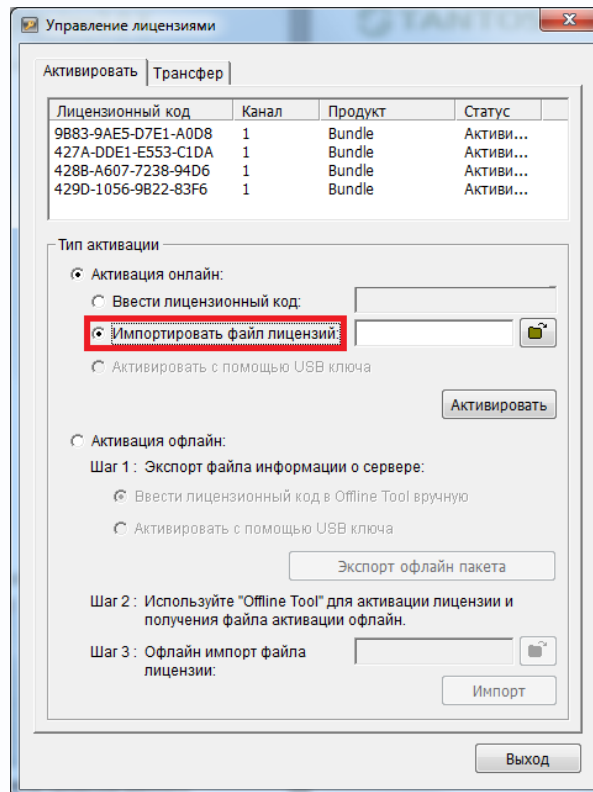 Управление лицензиями
TANTOS
Активировать Трансфер
Лицензионный код Канал Продукт Статус
9B83-9AE5-D7E1-A0D8 1 Bundle Активи...
427A-DDE1-E553-C1DA 1 Bundle Активи...
428B-A607-7238-94D6 1 Bundle Активи...
429D-1056-9B22-83F6 1 Bundle Активи...
Тип активации
Активация онлайн:
Ввести лицензионный код:
Импортировать файл лицензий:
Активировать с помощью USB ключа
Активировать
Активация офлайн:
Шаг 1 : Экспорт файла информации о сервере:
Ввести лицензионный код в Offline Tool вручную
Активировать с помощью USB ключа
Экспорт офлайн пакета
Шаг 2 : Используйте "Offline Tool" для активации лицензии и
получения файла активации офлайн.
Шаг 3 : Офлайн импорт файла
лицензии:
Импорт
Выход